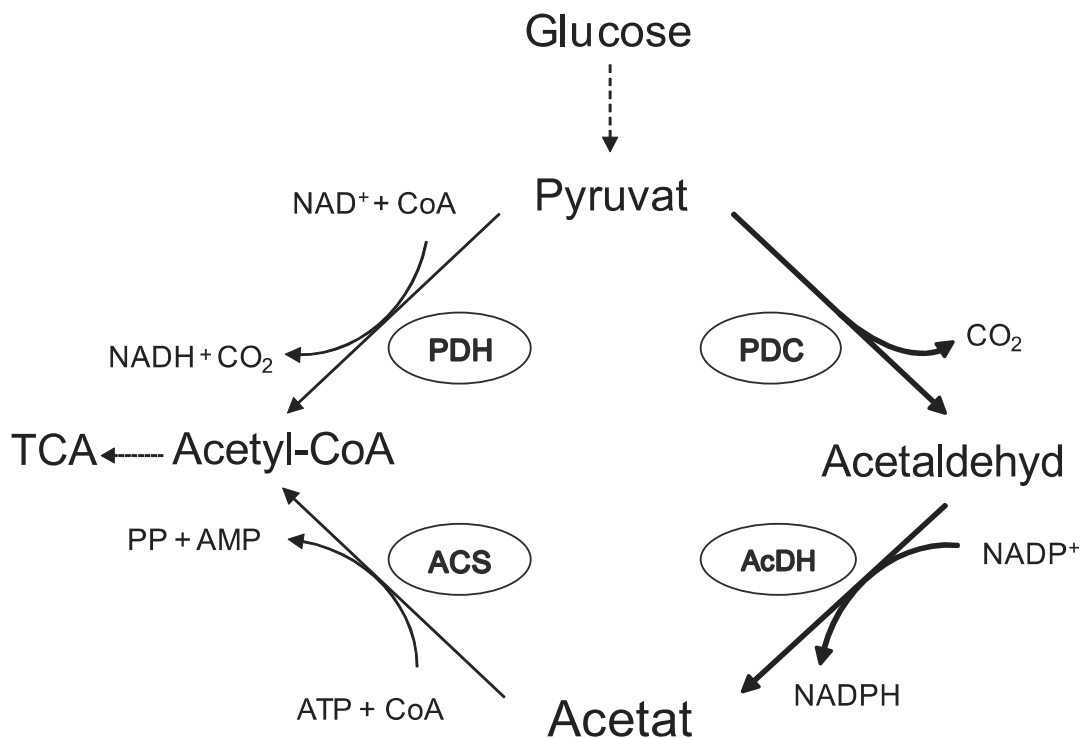 Glucose
Pyruvat
NAD⁺ + CoA
PDH
PDC
CO₂
NADH + CO₂
TCA
Acetyl-CoA
Acetaldehyd
PP + AMP
ACS
AcDH
NADP⁺
ATP + CoA
Acetat
NADPH